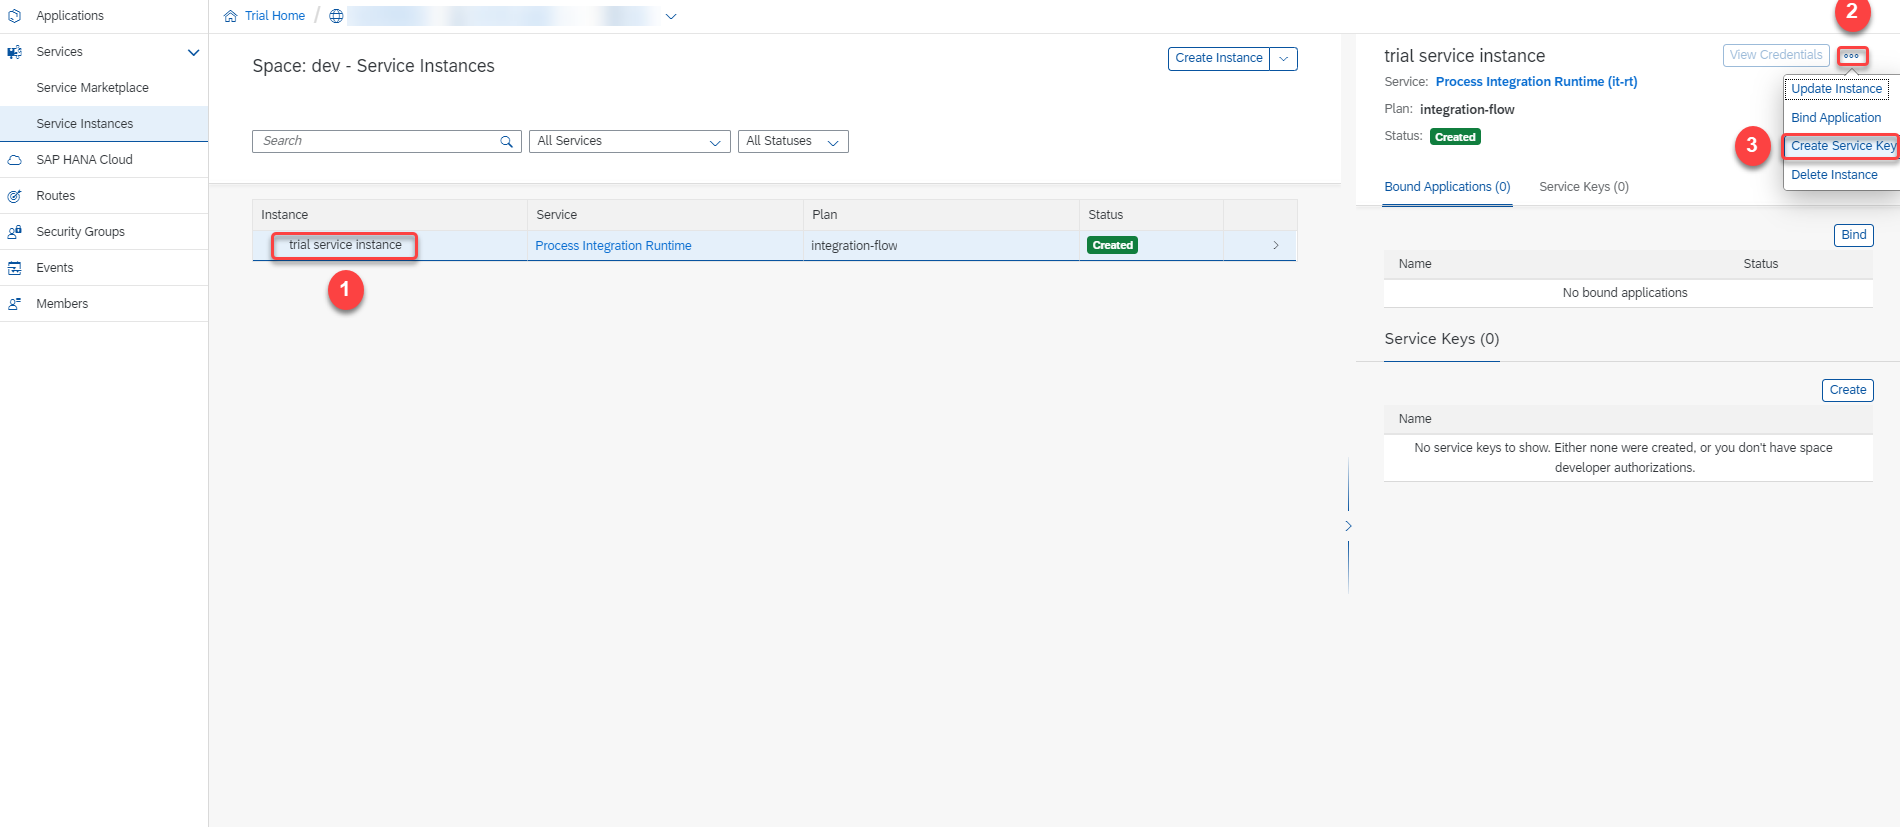 Applications
Services
Service Marketplace
Service Instances
SAP HANA Cloud
Routes
Security Groups
Events
Members
Trial Home /
Space: dev - Service Instances
Create Instance
Search
All Services
All Statuses
Instance Service Plan Status
trial service instance Process Integration Runtime integration-flow Created
1
2
trial service instance
View Credentials
Service: Process Integration Runtime (it-rt)
Plan: integration-flow
Status: Created
Update Instance
Bind Application
3
Create Service Key
Delete Instance
Bound Applications (0) Service Keys (0)
Bind
Name Status
No bound applications
Service Keys (0)
Create
Name
No service keys to show. Either none were created, or you don't have space
developer authorizations.